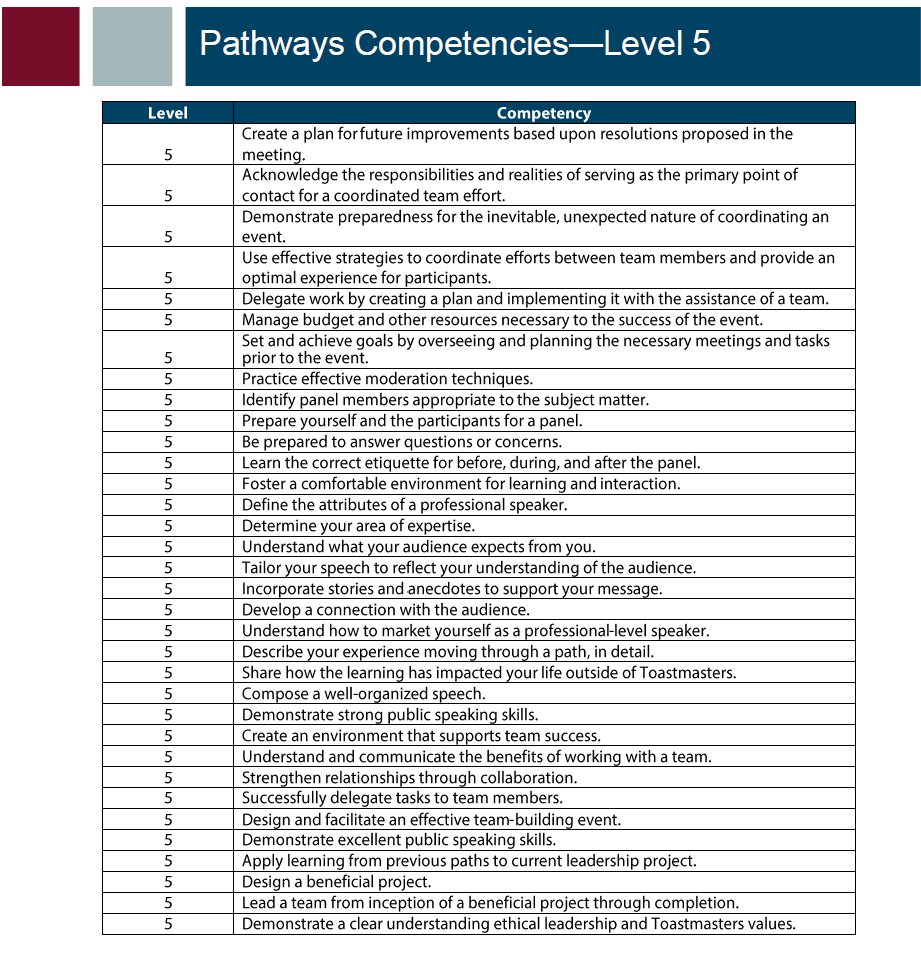 Pathways Competencies—Level 5
Level Competency
Create a plan for future improvements based upon resolutions proposed in the
5 meeting.
Acknowledge the responsibilities and realities of serving as the primary point of
5 contact for a coordinated team effort.
Demonstrate preparedness for the inevitable, unexpected nature of coordinating an
5 event.
Use effective strategies to coordinate efforts between team members and provide an
5 optimal experience for participants.
5 Delegate work by creating a plan and implementing it with the assistance of a team.
5 Manage budget and other resources necessary to the success of the event.
Set and achieve goals by overseeing and planning the necessary meetings and tasks
5 prior to the event.
5 Practice effective moderation techniques.
5 Identify panel members appropriate to the subject matter.
5 Prepare yourself and the participants for a panel.
5 Be prepared to answer questions or concerns.
5 Learn the correct etiquette for before, during, and after the panel.
5 Foster a comfortable environment for learning and interaction.
5 Define the attributes of a professional speaker.
5 Determine your area of expertise.
5 Understand what your audience expects from you.
5 Tailor your speech to reflect your understanding of the audience.
5 Incorporate stories and anecdotes to support your message.
5 Develop a connection with the audience.
5 Understand how to market yourself as a professional-level speaker.
5 Describe your experience moving through a path, in detail.
5 Share how the learning has impacted your life outside of Toastmasters.
5 Compose a well-organized speech.
5 Demonstrate strong public speaking skills.
5 Create an environment that supports team success.
5 Understand and communicate the benefits of working with a team.
5 Strengthen relationships through collaboration.
5 Successfully delegate tasks to team members.
5 Design and facilitate an effective team-building event.
5 Demonstrate excellent public speaking skills.
5 Apply learning from previous paths to current leadership project.
5 Design a beneficial project.
5 Lead a team from inception of a beneficial project through completion.
5 Demonstrate a clear understanding ethical leadership and Toastmasters values.